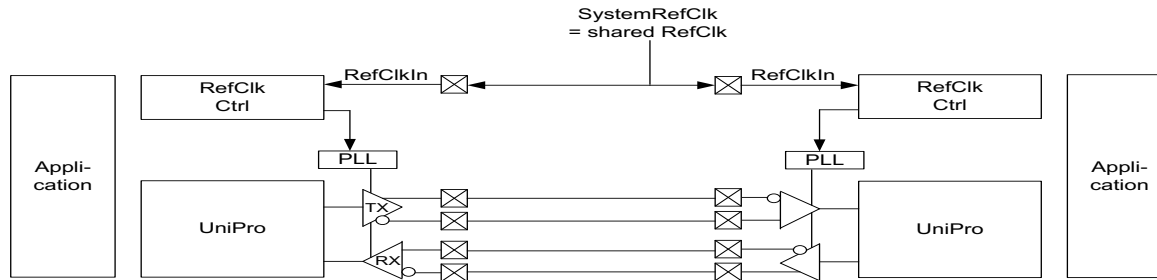 SystemRefClk
= shared RefClk
RefClkIn
RefClkIn
RefClk
Ctrl
RefClk
Ctrl
PLL
PLL
Appli-
cation
Appli-
cation
TX
UniPro
UniPro
RX